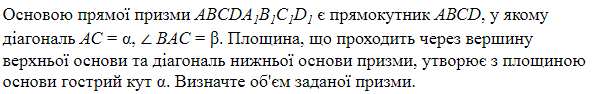 Основою прямої призми ABCDA₁B₁C₁D₁ є прямокутник ABCD, у якому
діагональ AC = α, ∠ BAC = β. Площина, що проходить через вершину
верхньої основи та діагональ нижньої основи призми, утворює з площиною
основи гострий кут α. Визначте об'єм заданої призми.